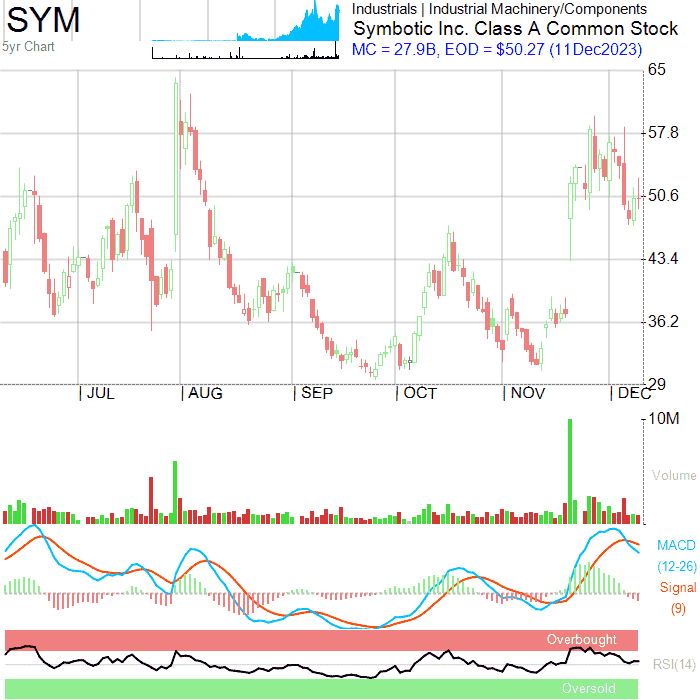 SYM
5yr Chart
Industrials | Industrial Machinery/Components
Symbotic Inc. Class A Common Stock
MC = 27.9B, EOD = $50.27 (11Dec2023)
65
57.8
50.6
43.4
36.2
29
| JUL | AUG | SEP | OCT | NOV | DEC
10M
Volume
MACD
(12-26)
Signal
(9)
Overbought
RSI(14)
Oversold